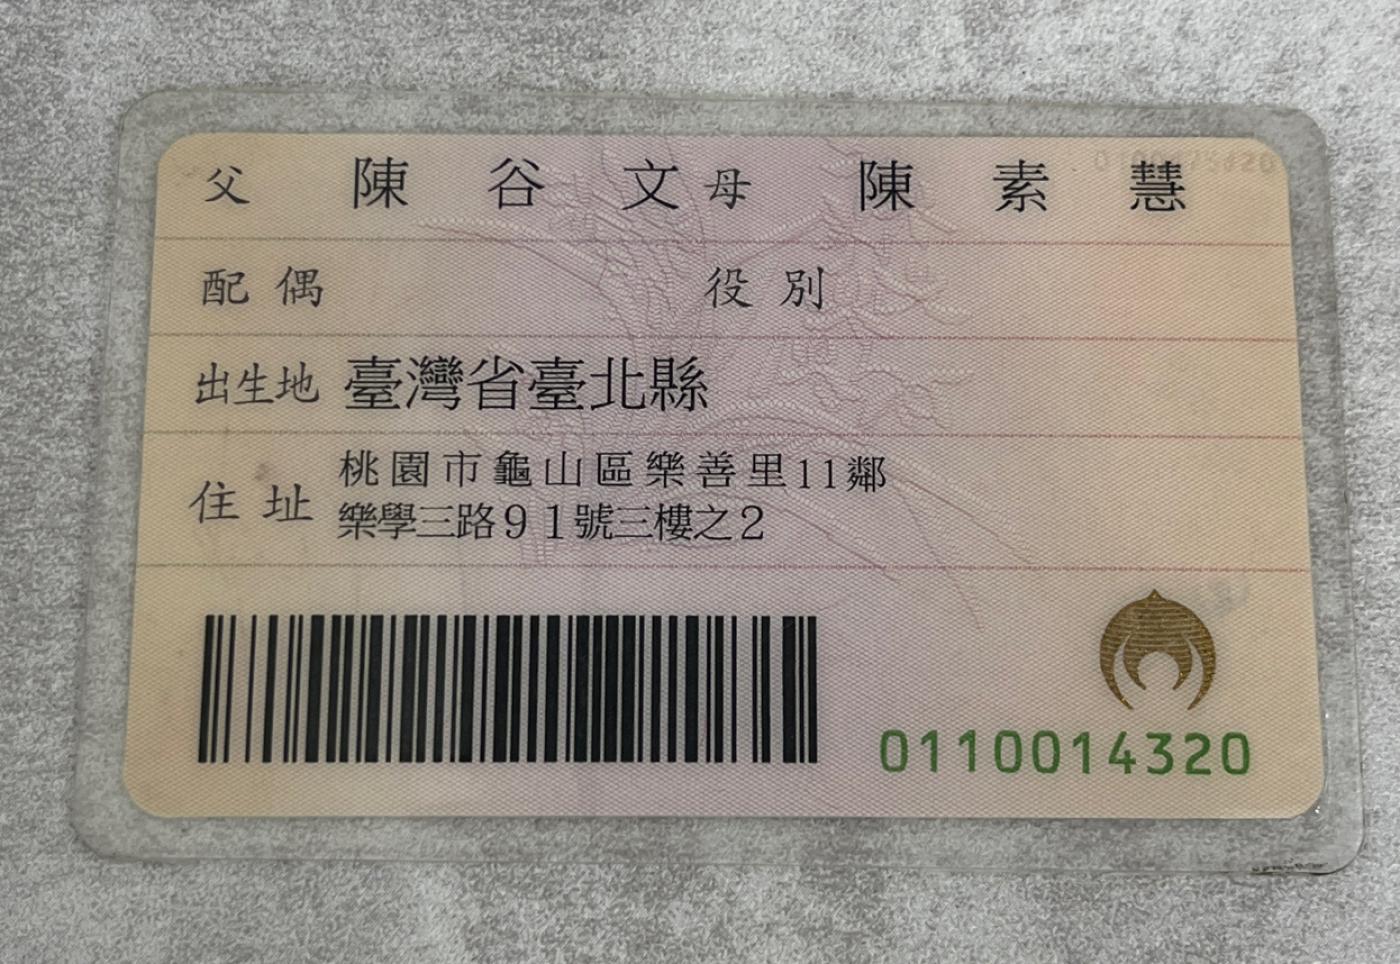 父 陳谷文 母 陳素慧
配偶 役別
出生地 臺灣省臺北縣
住址 桃園市龜山區樂善里11鄰
樂學三路91號三樓之2
0110014320